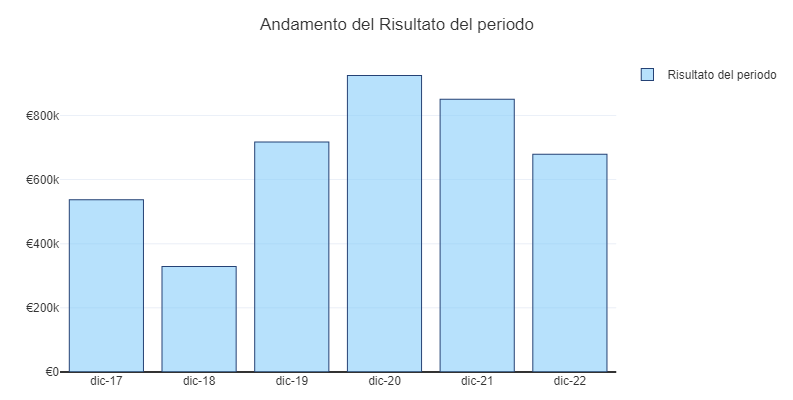 Andamento del Risultato del periodo
Risultato del periodo
€800k
€600k
€400k
€200k
€0
dic-17 dic-18 dic-19 dic-20 dic-21 dic-22